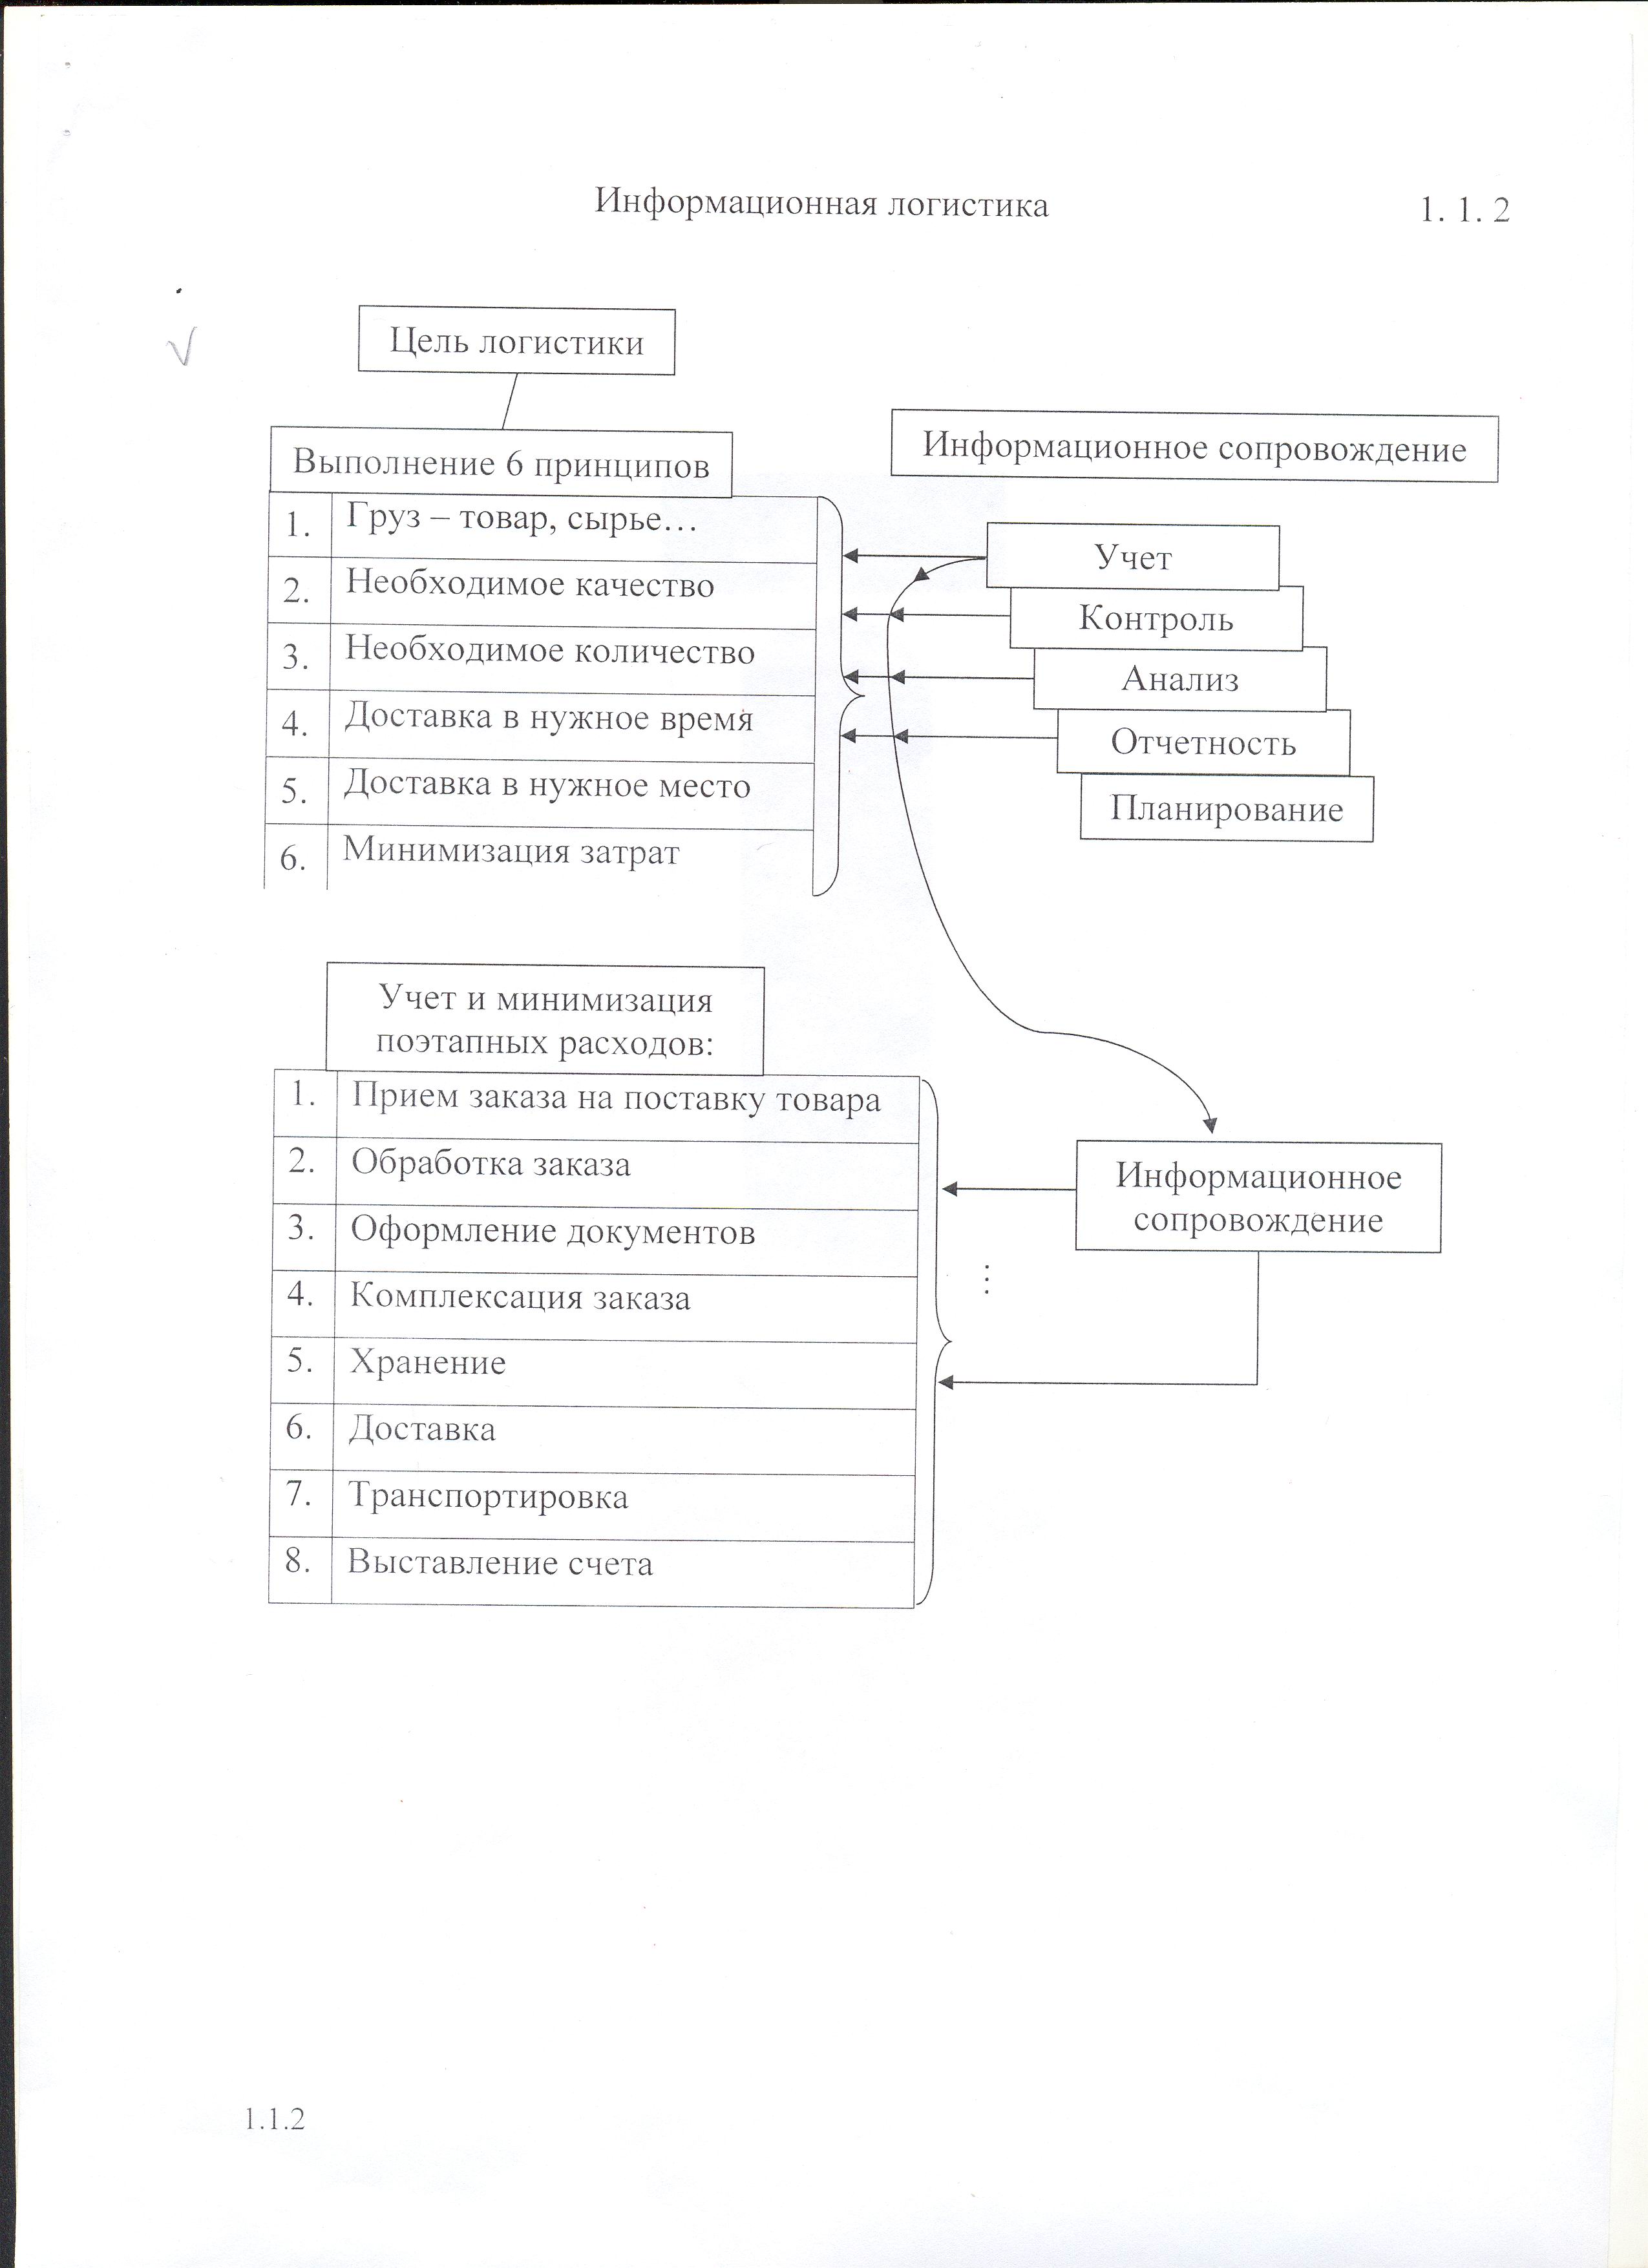 Информационная логистика
1. 1. 2
Цель логистики
Выполнение 6 принципов
1. Груз – товар, сырье…
2. Необходимое качество
3. Необходимое количество
4. Доставка в нужное время
5. Доставка в нужное место
6. Минимизация затрат
Информационное сопровождение
Учет
Контроль
Анализ
Отчетность
Планирование
Учет и минимизация
поэтапных расходов:
1. Прием заказа на поставку товара
2. Обработка заказа
3. Оформление документов
4. Комплексация заказа
5. Хранение
6. Доставка
7. Транспортировка
8. Выставление счета
Информационное
сопровождение
1.1.2